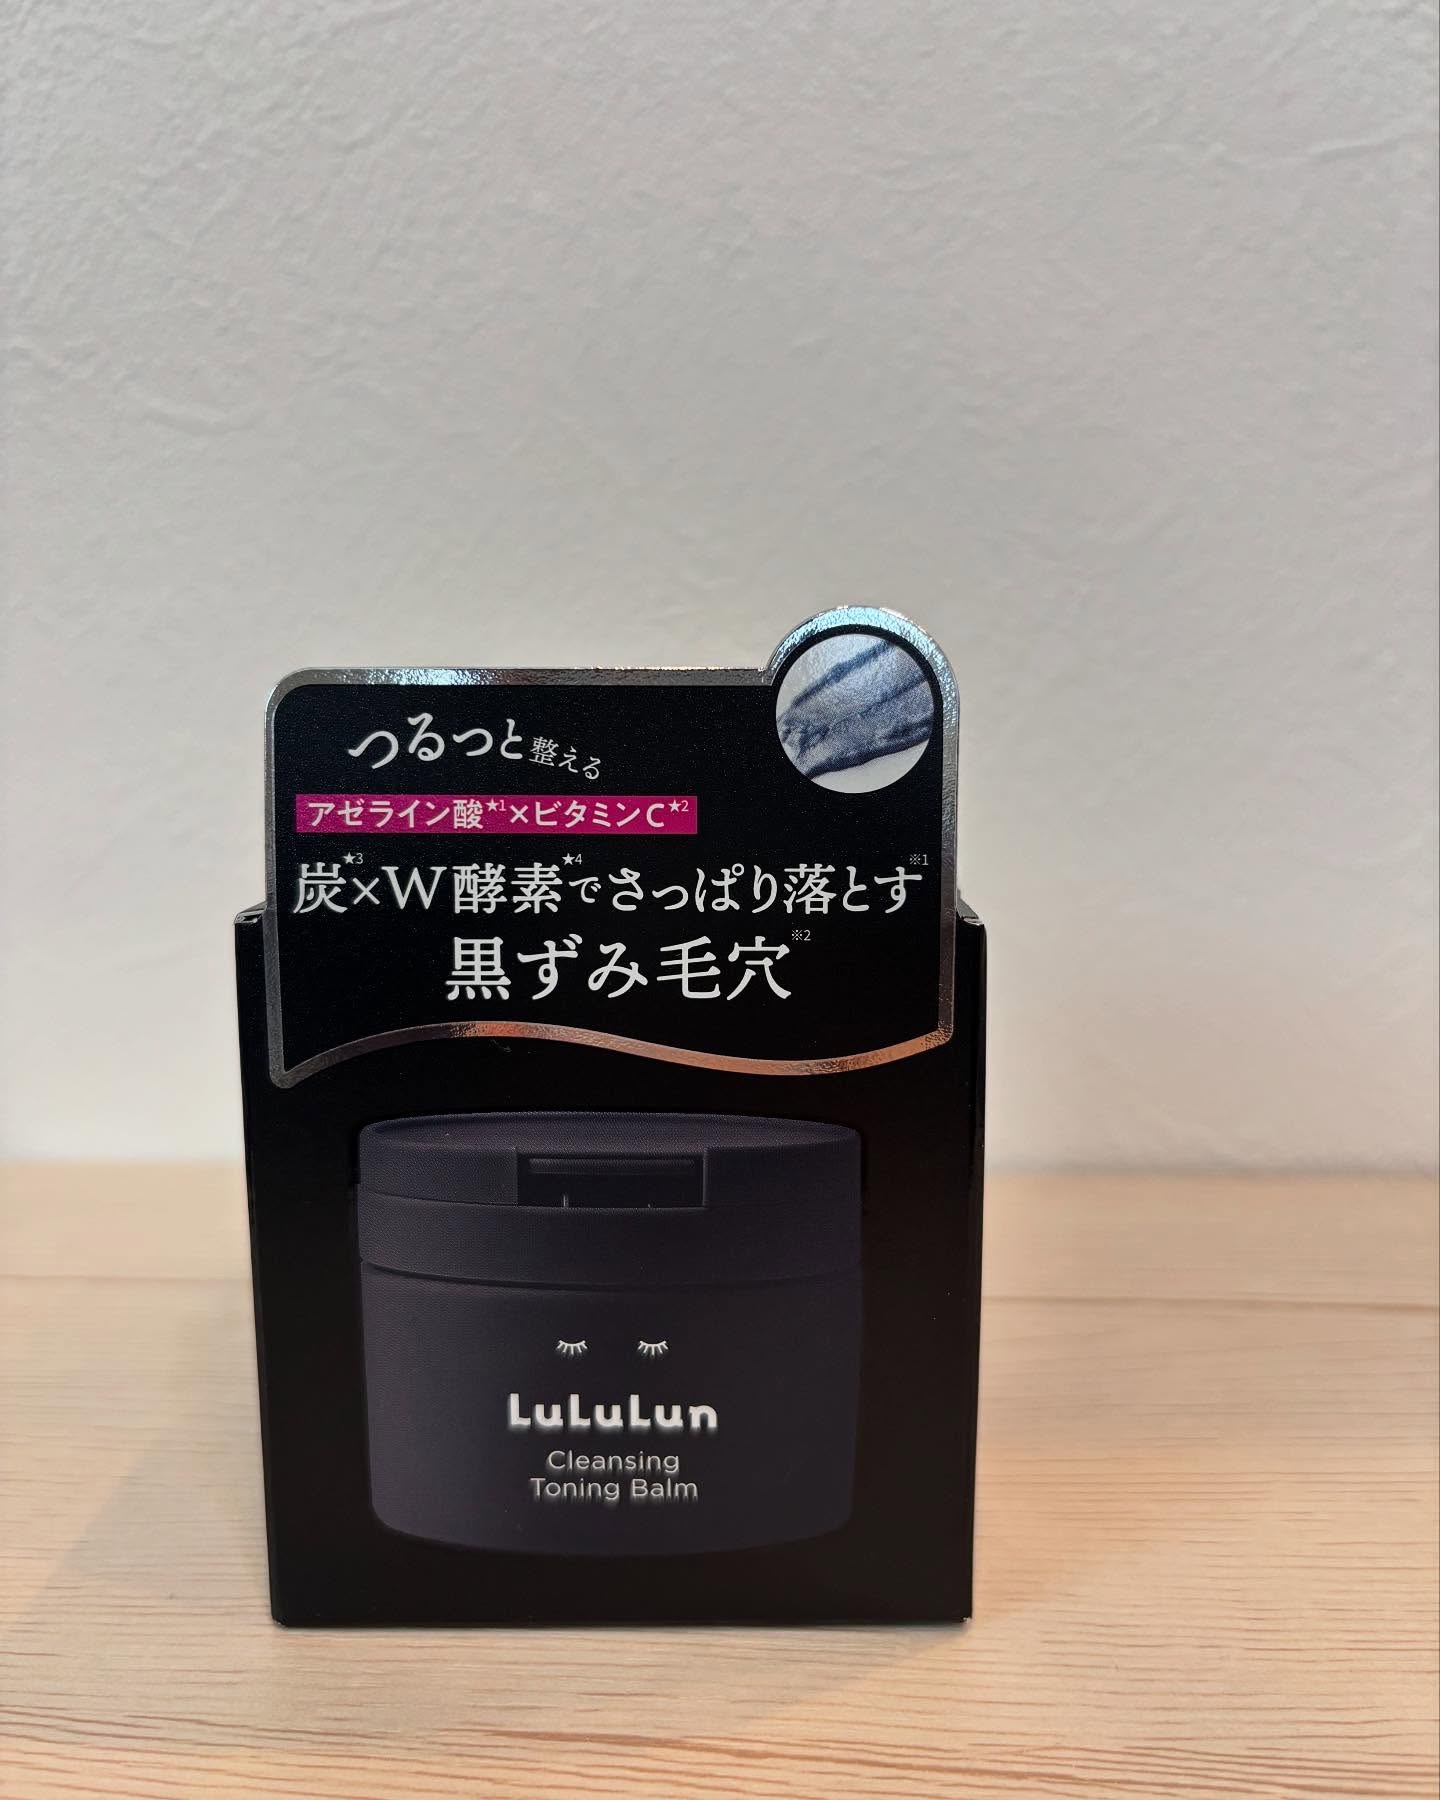 つるつと整える
アゼライン酸★1×ビタミンC★2
炭★3×W酵素★4でさっぱり落とす※1
黒ずみ毛穴※2
LuLuLun
Cleansing
Toning Balm